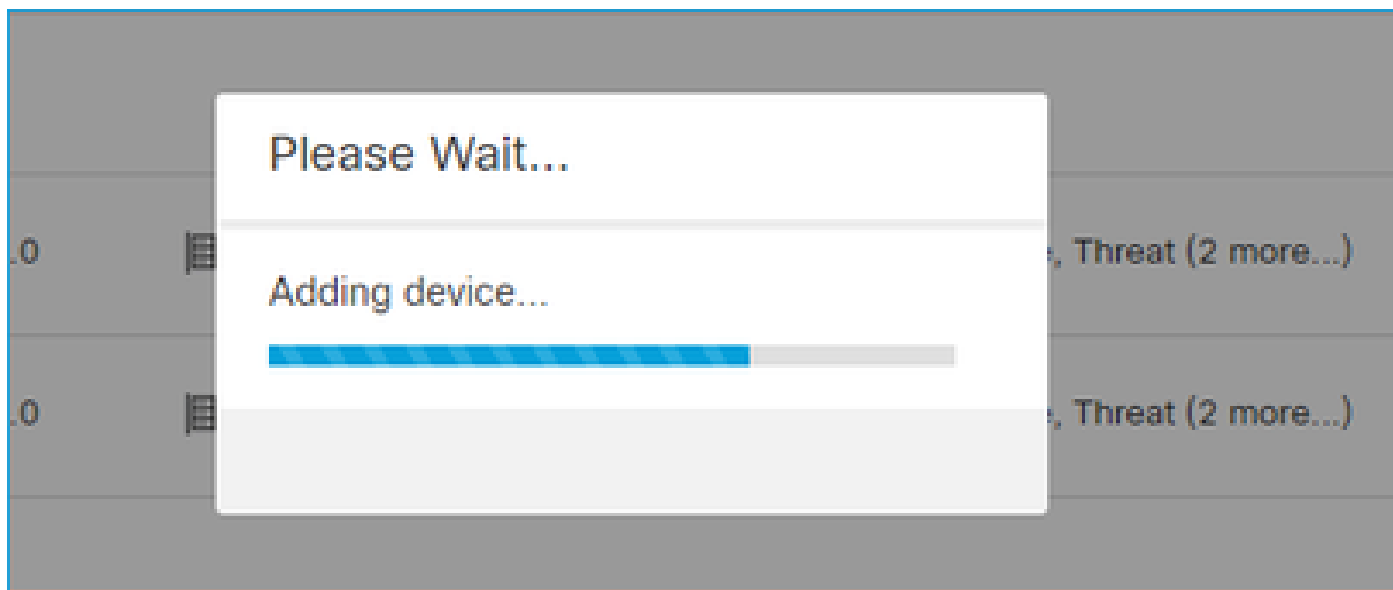 Please Wait...
Adding device...
.0
, Threat (2 more...)
.0
, Threat (2 more...)